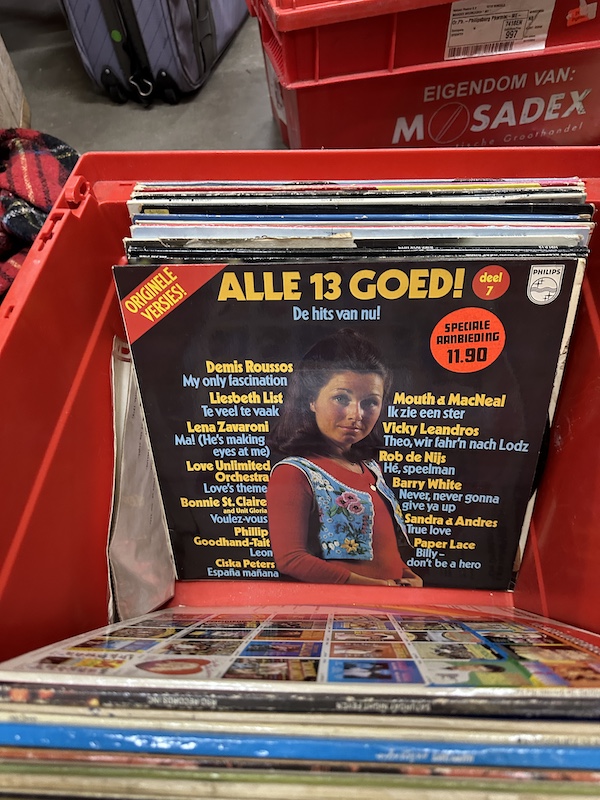 EIGENDOM VAN:
MOSADEX
Groothandel
997
ORIGINELE
VERSIES!
ALLE 13 GOED!
deel
7
PHILIPS
De hits van nu!
SPECIALE
AANBIEDING
11.90
Demis Roussos
My only fascination
Liesbeth List
Te veel te vaak
Lena Zavaroni
Ma! (He's making
eyes at me)
Love Unlimited
Orchestra
Love's theme
Bonnie St. Claire
and Unit Gloria
Voulez-vous
Phillip
Goodhand-Tait
Leon
Ciska Peters
España mañana
Mouth & MacNeal
Ik zie een ster
Vicky Leandros
Theo, wir fahr'n nach Lodz
Rob de Nijs
Hé, speelman
Barry White
Never, never gonna
give ya up
Sandra & Andres
True love
Paper Lace
Billy –
don't be a hero
SATURDAY NIGHT FEVER